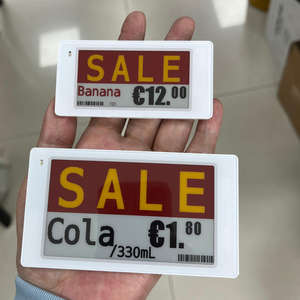 SALE
Banana €12.00
SALE
Cola €1.80
/330mL